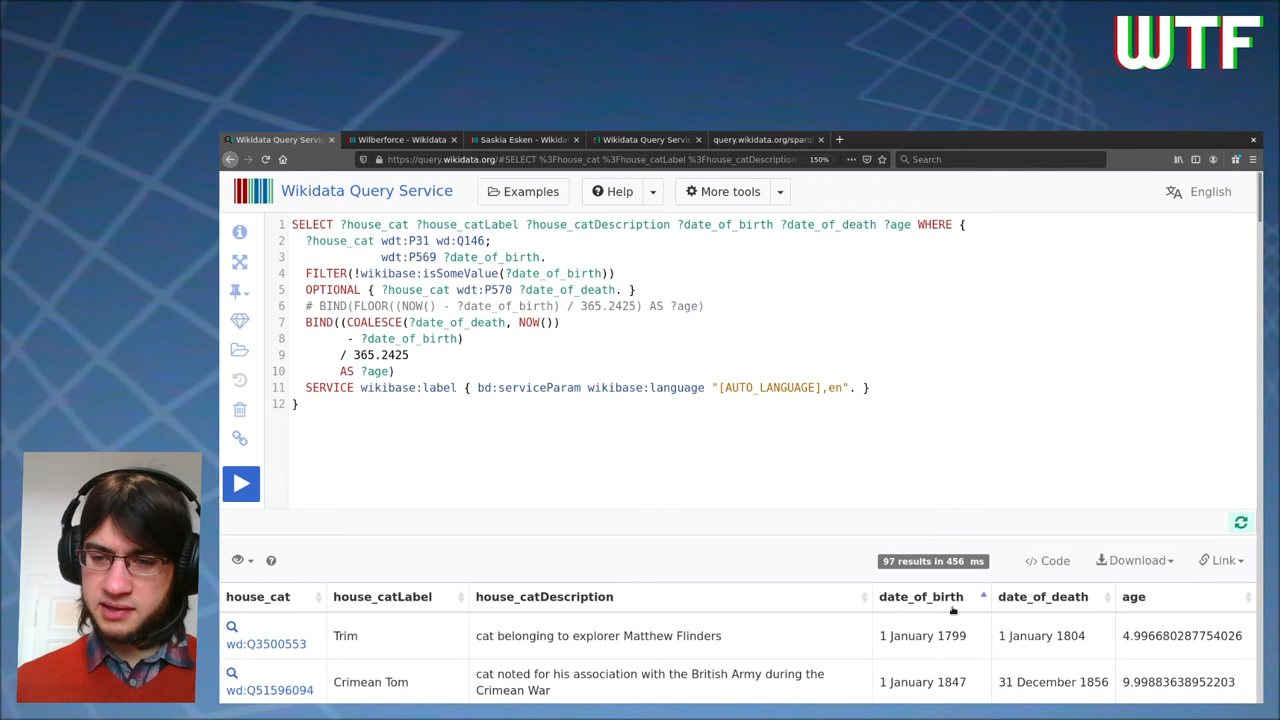 WTF
Wikidata Query Servic
Wilberforce - Wikidata
Saskia Esken - Wikidat
Wikidata Query Servic
query.wikidata.org/sparql
https://query.wikidata.org/#SELECT %3Fhouse_cat %3Fhouse_catLabel %3Fhouse_catDescription
150%
Search
Wikidata Query Service
Examples
Help
More tools
English
1 SELECT ?house_cat ?house_catLabel ?house_catDescription ?date_of_birth ?date_of_death ?age WHERE {
2 ?house_cat wdt:P31 wd:Q146;
3 wdt:P569 ?date_of_birth.
4 FILTER(!wikibase:isSomeValue(?date_of_birth))
5 OPTIONAL { ?house_cat wdt:P570 ?date_of_death. }
6 # BIND(FLOOR((NOW() - ?date_of_birth) / 365.2425) AS ?age)
7 BIND((COALESCE(?date_of_death, NOW())
8 - ?date_of_birth)
9 / 365.2425
10 AS ?age)
11 SERVICE wikibase:label { bd:serviceParam wikibase:language "[AUTO_LANGUAGE],en". }
12 }
97 results in 456 ms
</> Code
Download
Link
house_cat house_catLabel house_catDescription date_of_birth date_of_death age
wd:Q3500553 Trim cat belonging to explorer Matthew Flinders 1 January 1799 1 January 1804 4.996680287754026
wd:Q51596094 Crimean Tom cat noted for his association with the British Army during the
Crimean War 1 January 1847 31 December 1856 9.99883638952203